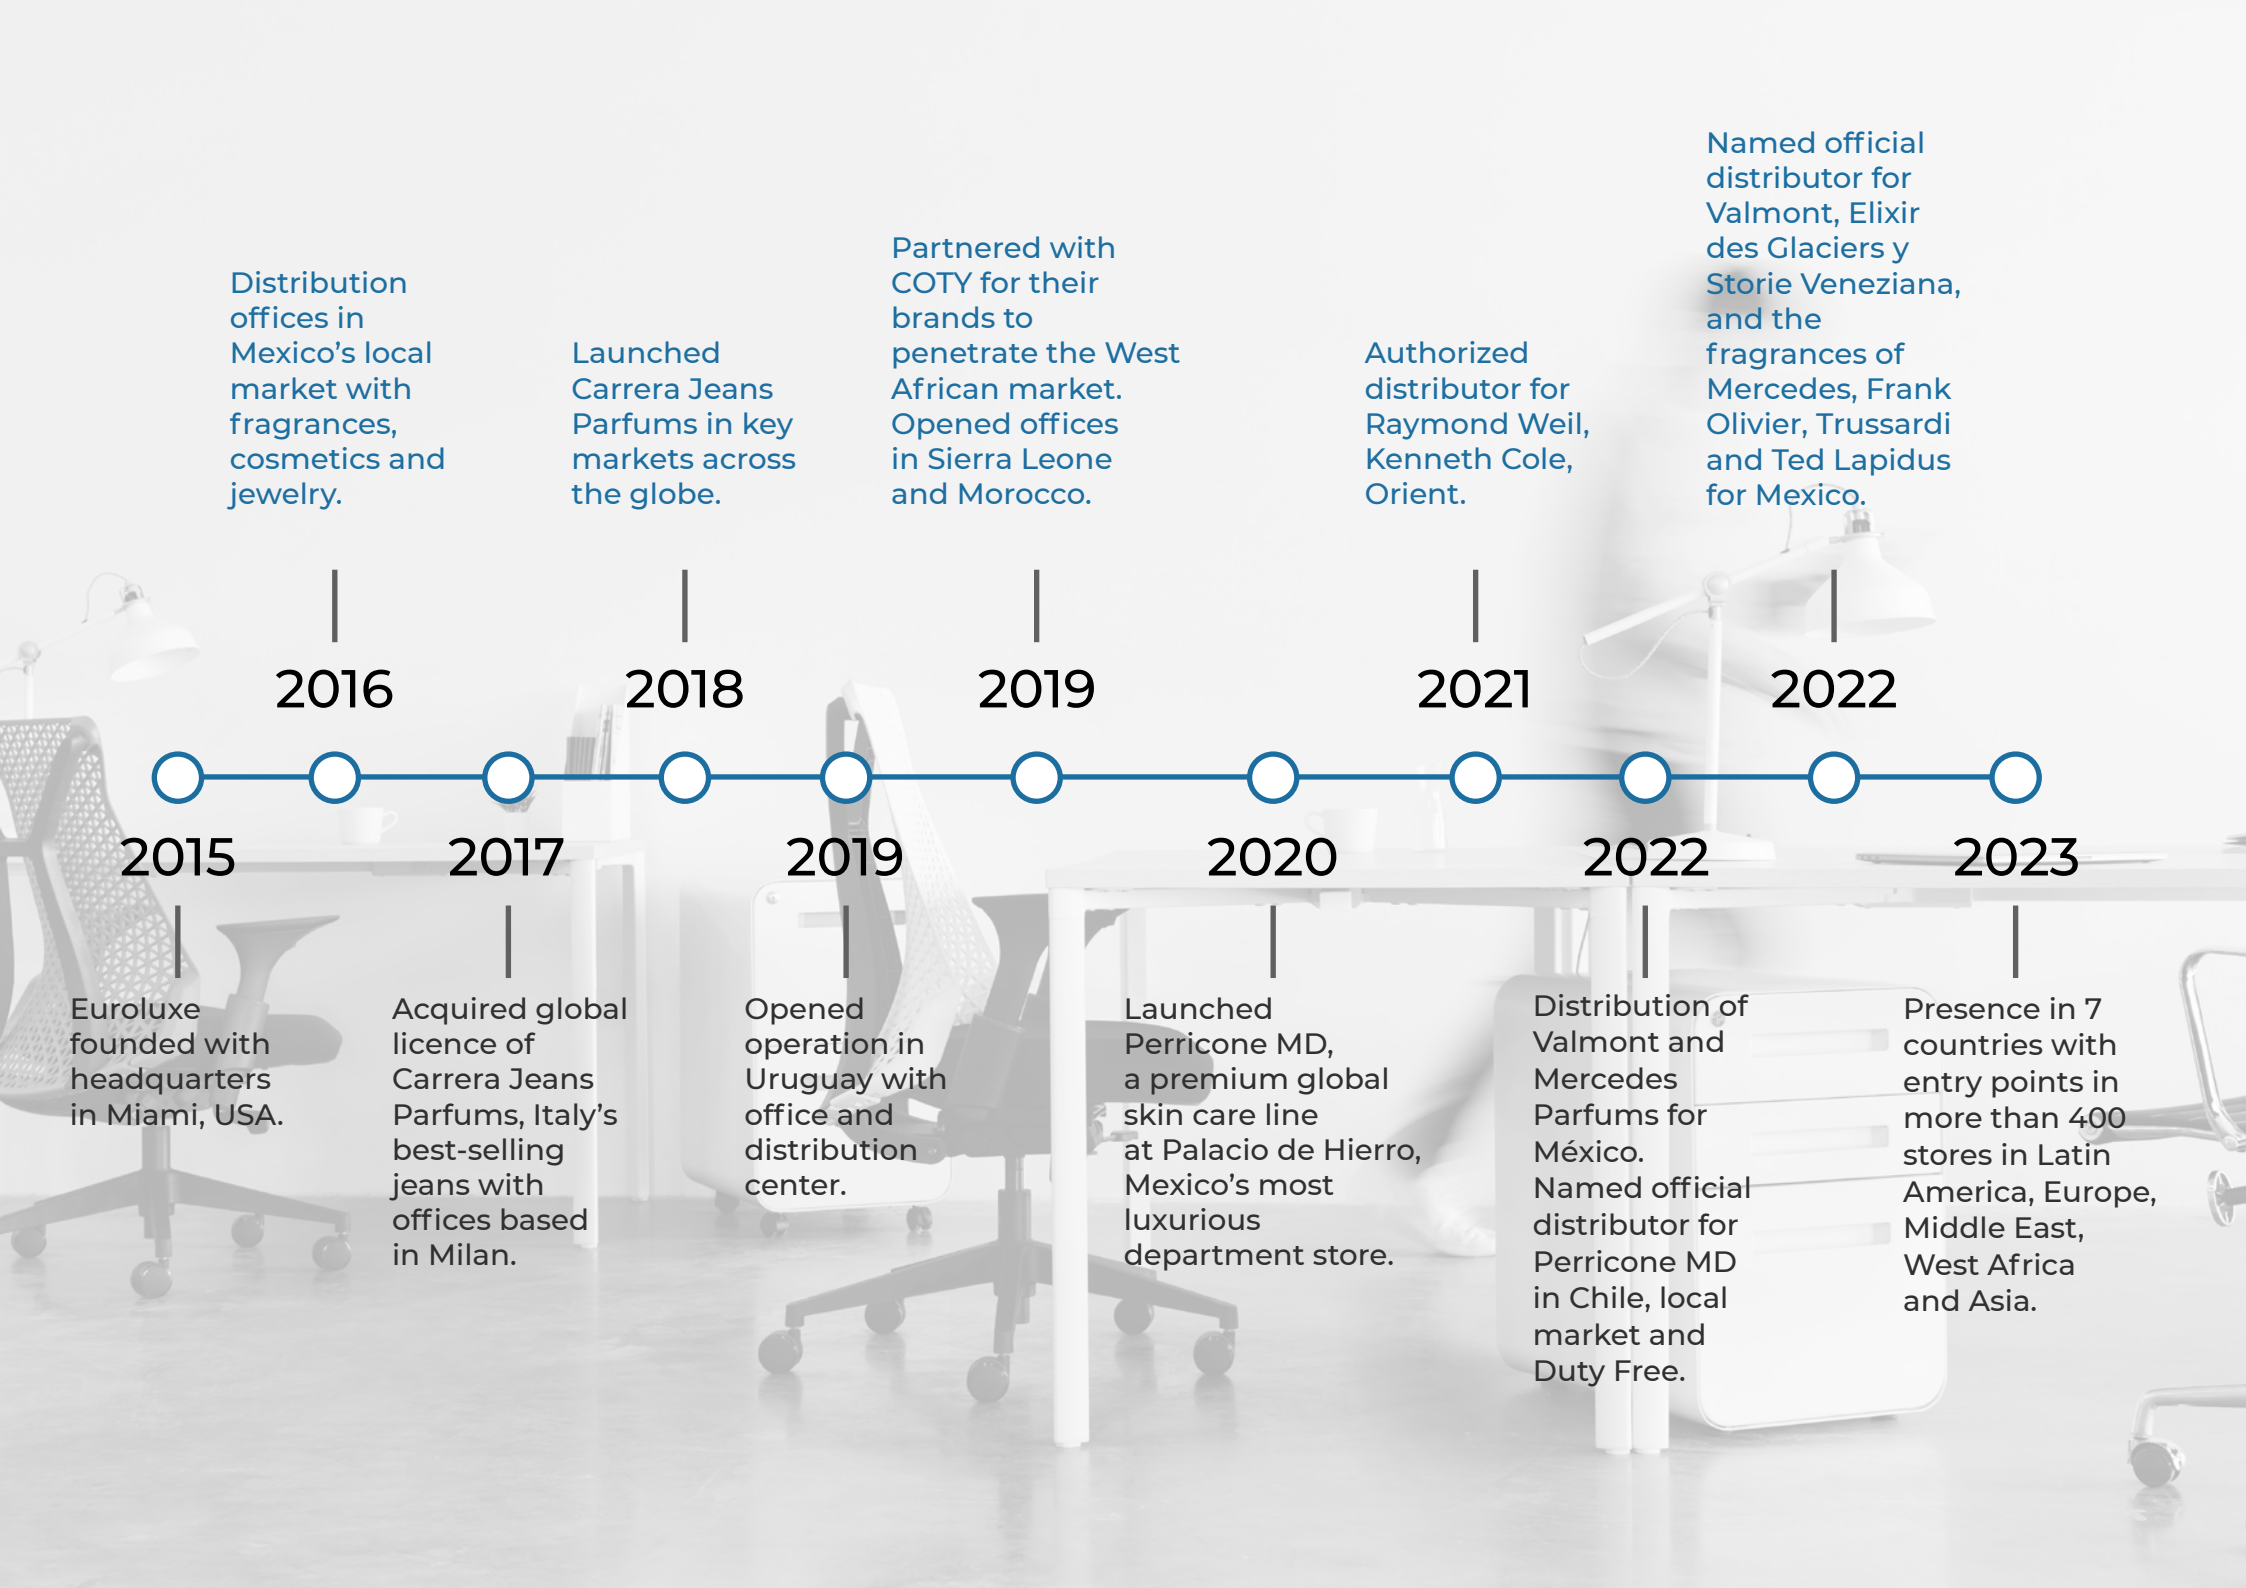 Named official
distributor for
Valmont, Elixir
des Glaciers y
Storie Veneziana,
and the
fragrances of
Mercedes, Frank
Olivier, Trussardi
and Ted Lapidus
for Mexico.
Partnered with
COTY for their
brands to
penetrate the West
African market.
Opened offices
in Sierra Leone
and Morocco.
Distribution
offices in
Mexico’s local
market with
fragrances,
cosmetics and
jewelry.
Launched
Carrera Jeans
Parfums in key
markets across
the globe.
Authorized
distributor for
Raymond Weil,
Kenneth Cole,
Orient.
2016
2018
2019
2021
2022
2015
2017
2019
2020
2022
2023
Euroluxe
founded with
headquarters
in Miami, USA.
Acquired global
licence of
Carrera Jeans
Parfums, Italy’s
best-selling
jeans with
offices based
in Milan.
Opened
operation in
Uruguay with
office and
distribution
center.
Launched
Perricone MD,
a premium global
skin care line
at Palacio de Hierro,
Mexico’s most
luxurious
department store.
Distribution of
Valmont and
Mercedes
Parfums for
México.
Named official
distributor for
Perricone MD
in Chile, local
market and
Duty Free.
Presence in 7
countries with
entry points in
more than 400
stores in Latin
America, Europe,
Middle East,
West Africa
and Asia.